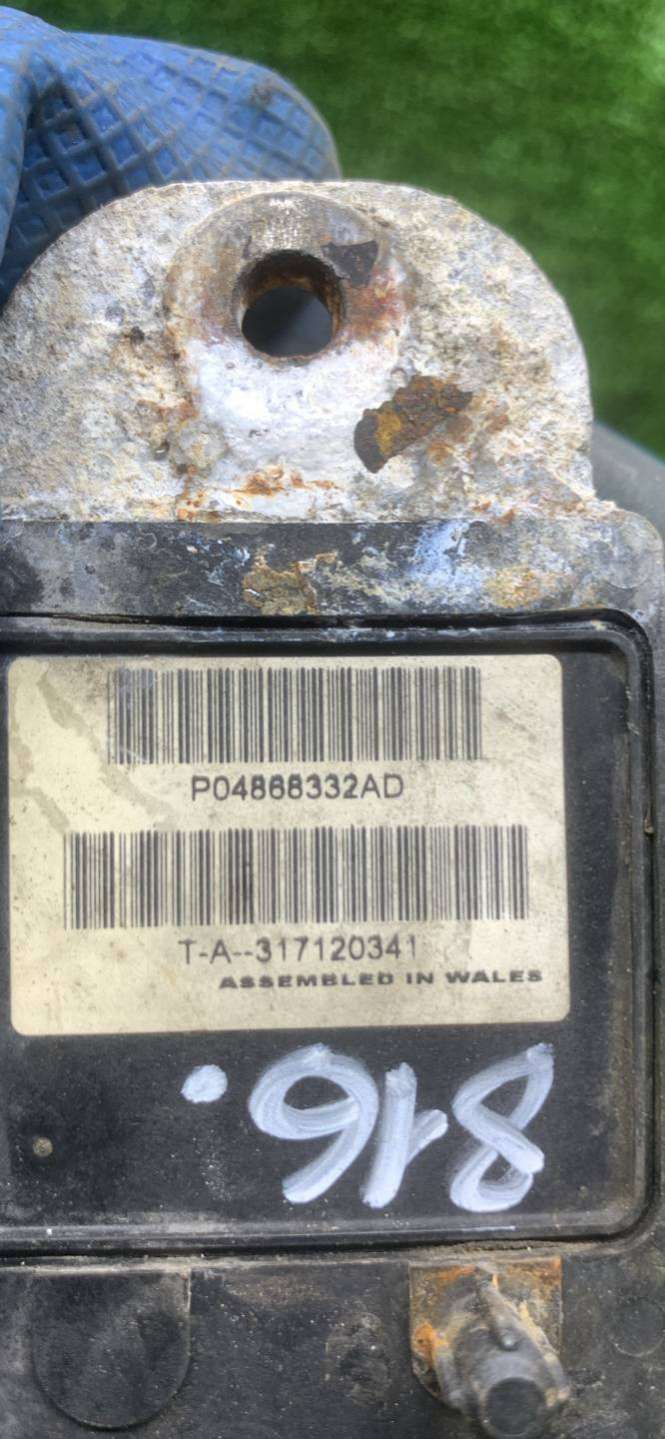 P04868332AD
T-A--317120341
ASSEMBLED IN WALES
816.